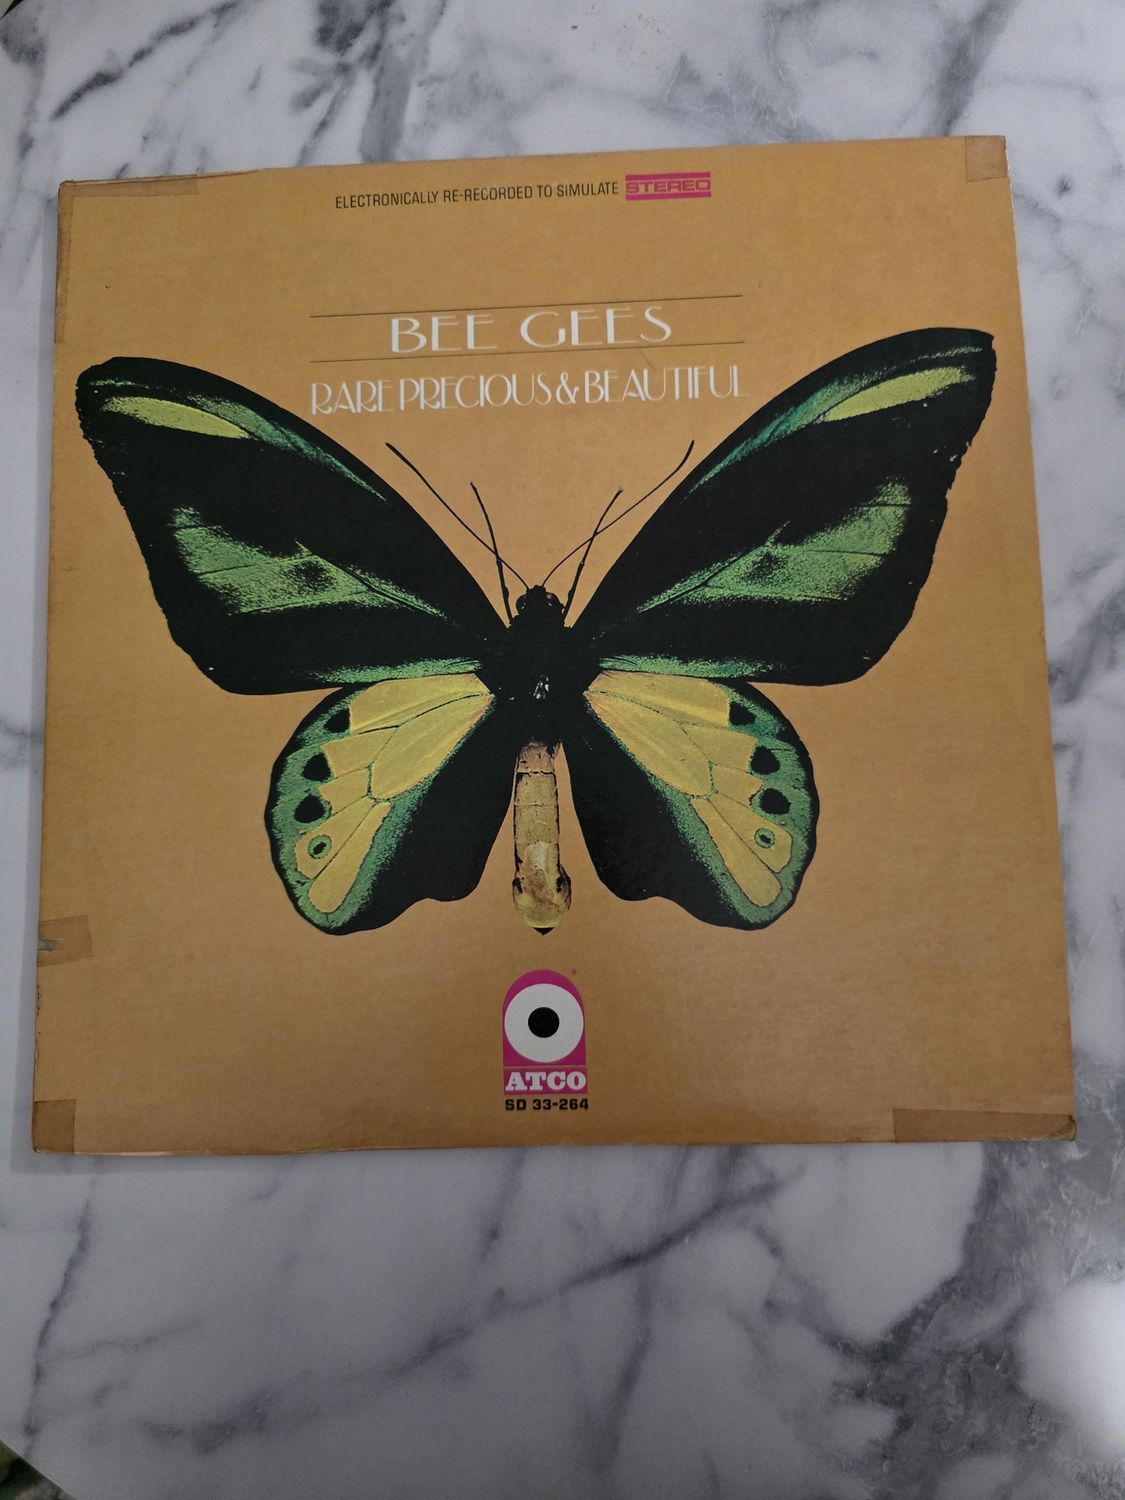 ELECTRONICALLY RE-RECORDED TO SIMULATE STEREO
BEE GEES
RARE PRECIOUS & BEAUTIFUL
ATCO
SD 33-264